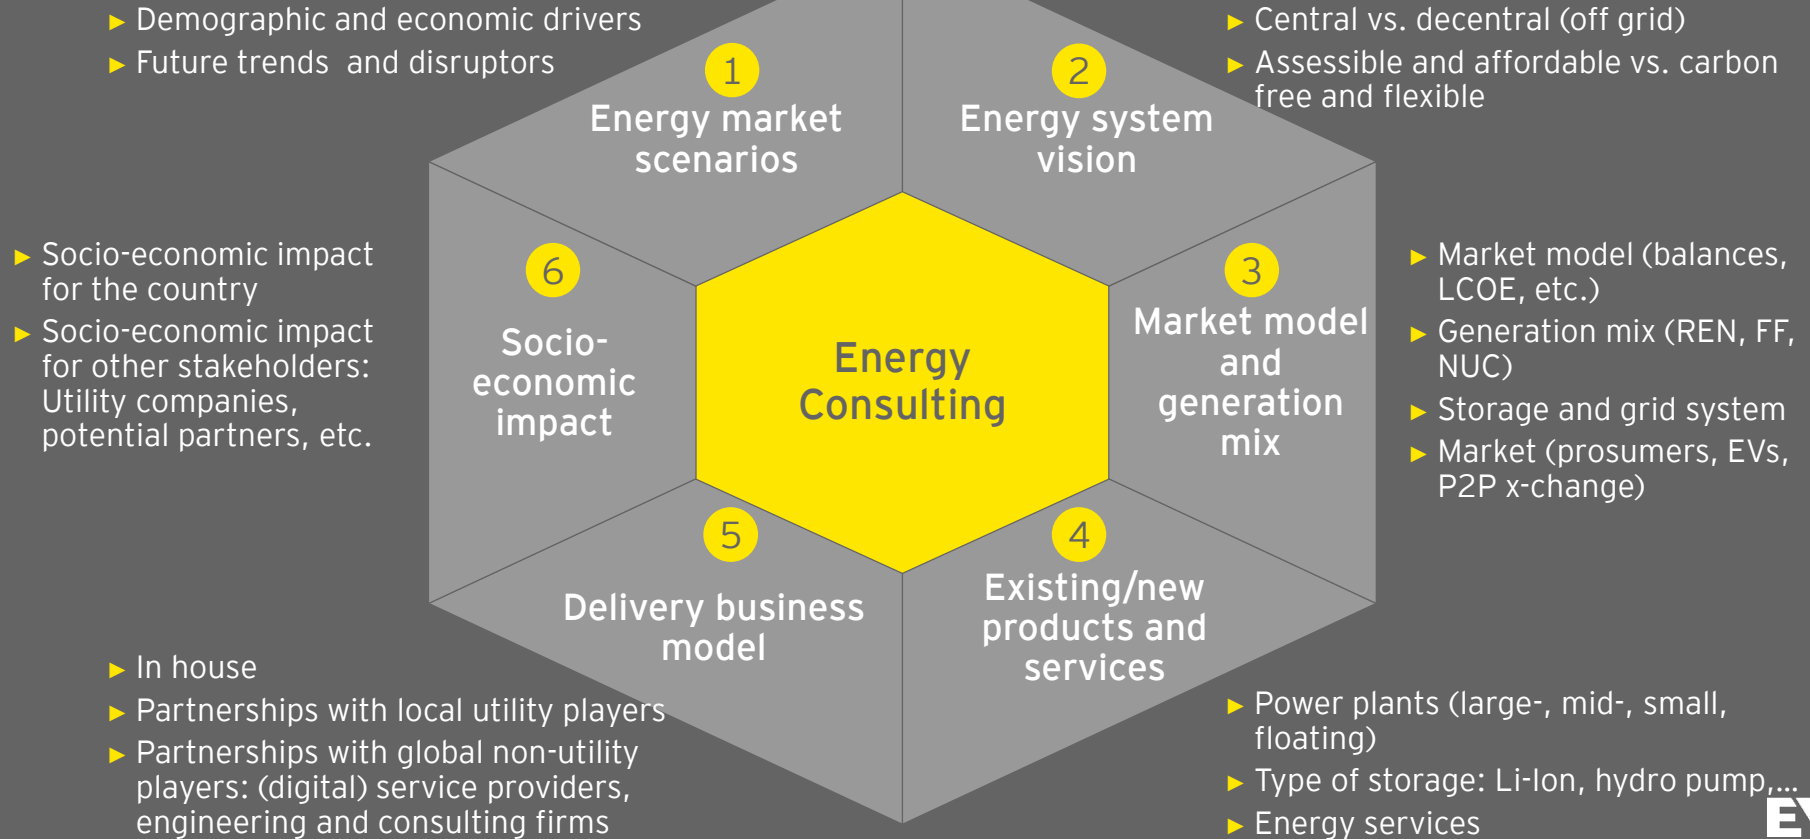 ► Demographic and economic drivers
► Future trends and disruptors
1
Energy market
scenarios
2
Energy system
vision
► Central vs. decentral (off grid)
► Assessible and affordable vs. carbon
free and flexible
► Socio-economic impact
for the country
► Socio-economic impact
for other stakeholders:
Utility companies,
potential partners, etc.
6
Socio-
economic
impact
Energy
Consulting
3
Market model
and
generation
mix
► Market model (balances,
LCOE, etc.)
► Generation mix (REN, FF,
NUC)
► Storage and grid system
► Market (prosumers, EVs,
P2P x-change)
5
Delivery business
model
4
Existing/new
products and
services
► In house
► Partnerships with local utility players
► Partnerships with global non-utility
players: (digital) service providers,
engineering and consulting firms
► Power plants (large-, mid-, small,
floating)
► Type of storage: Li-Ion, hydro pump,...
► Energy services
EY